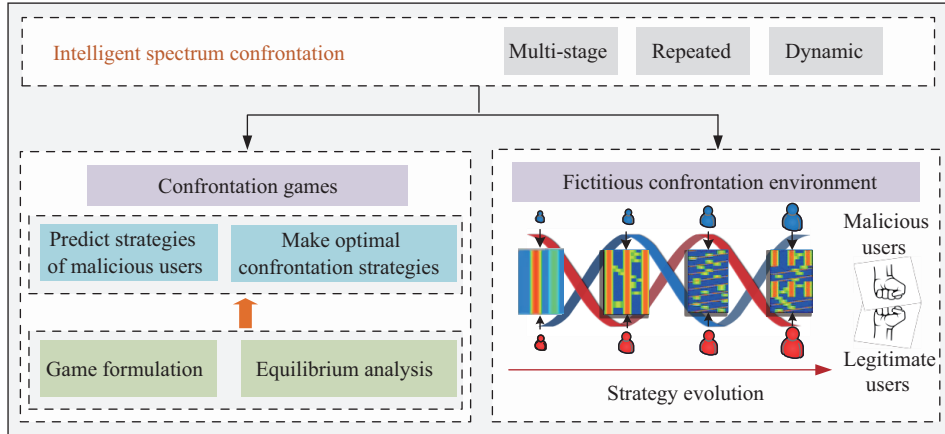 Intelligent spectrum confrontation
Multi-stage
Repeated
Dynamic
Confrontation games
Predict strategies
of malicious users
Make optimal
confrontation strategies
Game formulation
Equilibrium analysis
Fictitious confrontation environment
Malicious
users
Legitimate
users
Strategy evolution